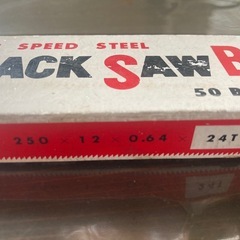 SPEED STEEL
ACK SAW B
50 B
250 × 12 × 0.64 × 24T